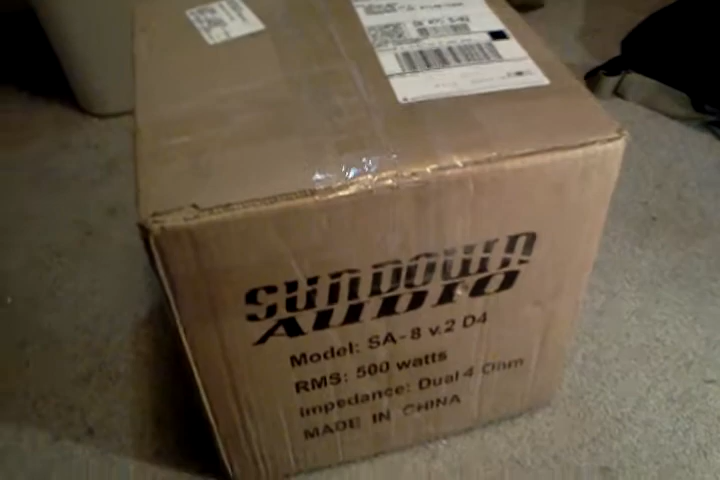 SUNDOWN
AUDIO
Model: SA-8 v.2 D4
RMS: 500 watts
Impedance: Dual 4 Ohm
MADE IN CHINA